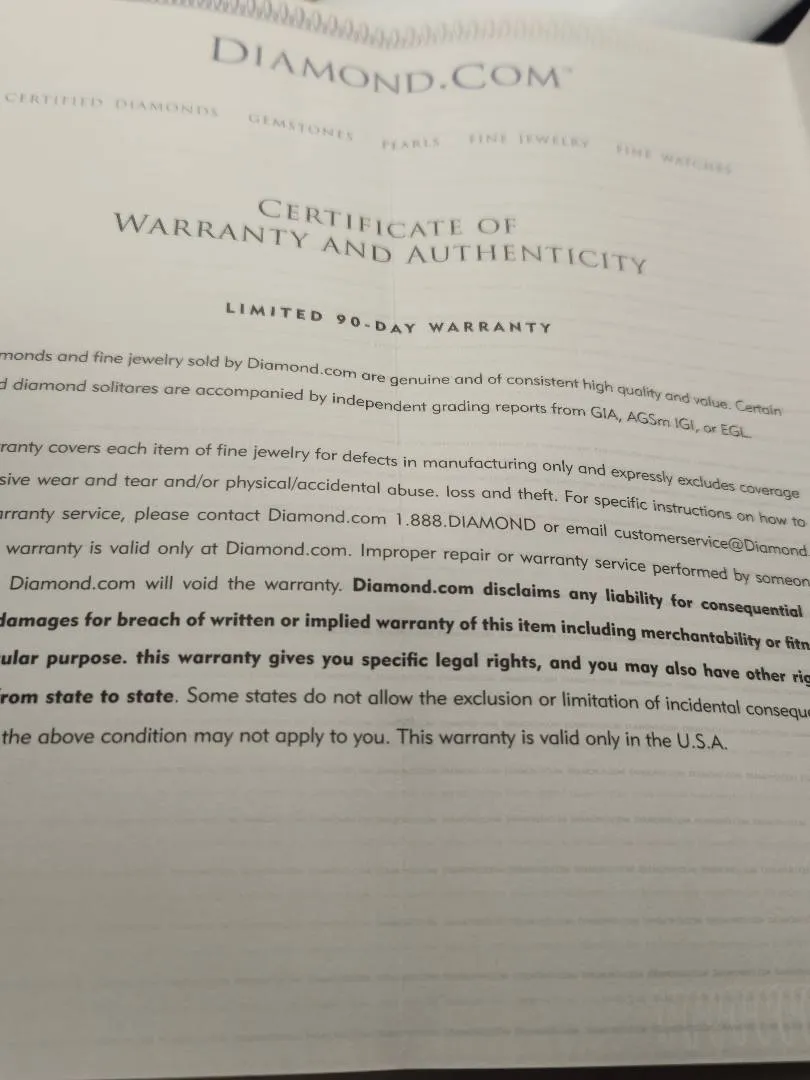 DIAMOND.COM™
CERTIFIED DIAMONDS GEMSTONES PEARLS FINE JEWELRY FINE WATCHES
CERTIFICATE OF
WARRANTY AND AUTHENTICITY
LIMITED 90-DAY WARRANTY
monds and fine jewelry sold by Diamond.com are genuine and of consistent high quality and value. Certain
d diamond solitares are accompanied by independent grading reports from GIA, AGSm IGI, or EGL.
rranty covers each item of fine jewelry for defects in manufacturing only and expressly excludes coverage
sive wear and tear and/or physical/accidental abuse. loss and theft. For specific instructions on how to
arranty service, please contact Diamond.com 1.888.DIAMOND or email customerservice@Diamond.
warranty is valid only at Diamond.com. Improper repair or warranty service performed by someon
Diamond.com will void the warranty. Diamond.com disclaims any liability for consequential
damages for breach of written or implied warranty of this item including merchantability or fitn
ular purpose. this warranty gives you specific legal rights, and you may also have other rig
from state to state. Some states do not allow the exclusion or limitation of incidental consequ
the above condition may not apply to you. This warranty is valid only in the U.S.A.